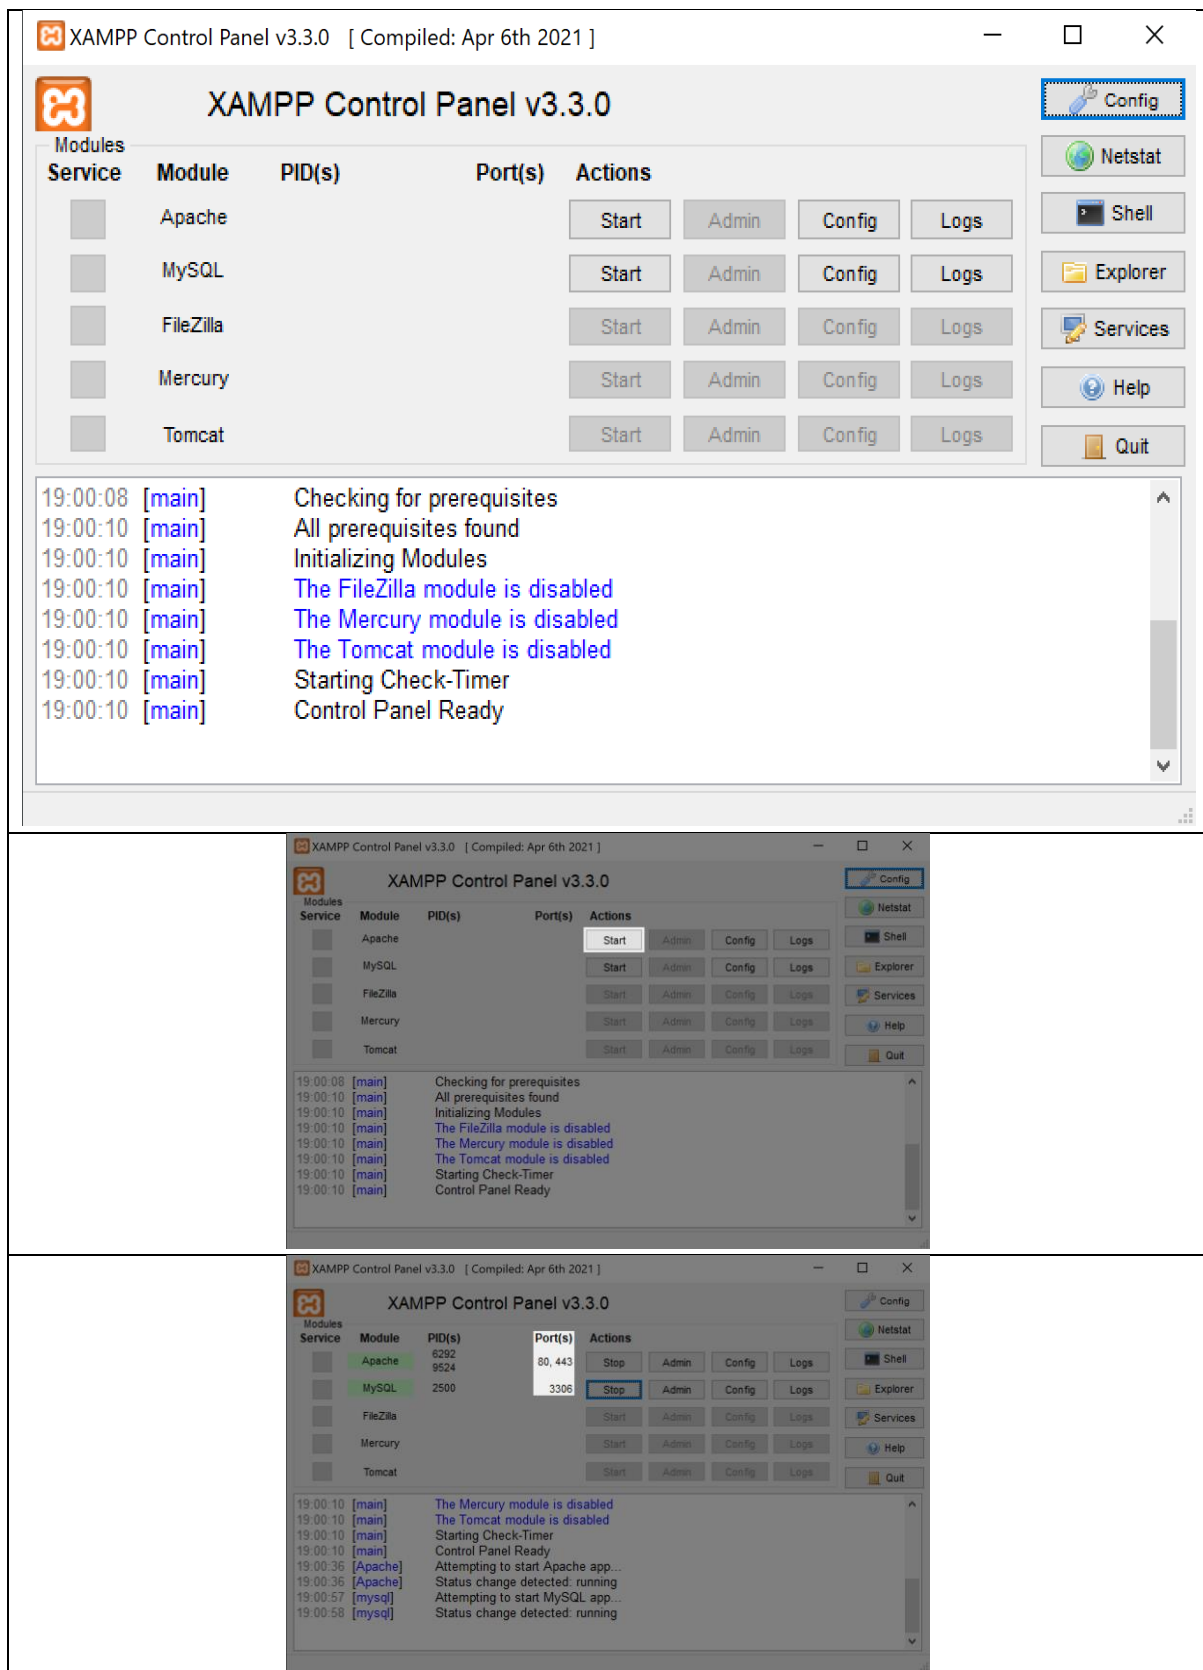 XAMPP Control Panel v3.3.0 [ Compiled: Apr 6th 2021 ]
XAMPP Control Panel v3.3.0
Config
Modules
Netstat
Service Module PID(s) Port(s) Actions
Apache Start Admin Config Logs
Shell
MySQL Start Admin Config Logs
Explorer
FileZilla Start Admin Config Logs
Services
Mercury Start Admin Config Logs
Help
Tomcat Start Admin Config Logs
Quit
19:00:08 [main] Checking for prerequisites
19:00:10 [main] All prerequisites found
19:00:10 [main] Initializing Modules
19:00:10 [main] The FileZilla module is disabled
19:00:10 [main] The Mercury module is disabled
19:00:10 [main] The Tomcat module is disabled
19:00:10 [main] Starting Check-Timer
19:00:10 [main] Control Panel Ready
XAMPP Control Panel v3.3.0 [ Compiled: Apr 6th 2021 ]
XAMPP Control Panel v3.3.0
Config
Modules
Netstat
Service Module PID(s) Port(s) Actions
Apache Start Admin Config Logs
Shell
MySQL Start Admin Config Logs
Explorer
FileZilla Start Admin Config Logs
Services
Mercury Start Admin Config Logs
Help
Tomcat Start Admin Config Logs
Quit
19:00:08 [main] Checking for prerequisites
19:00:10 [main] All prerequisites found
19:00:10 [main] Initializing Modules
19:00:10 [main] The FileZilla module is disabled
19:00:10 [main] The Mercury module is disabled
19:00:10 [main] The Tomcat module is disabled
19:00:10 [main] Starting Check-Timer
19:00:10 [main] Control Panel Ready
XAMPP Control Panel v3.3.0 [ Compiled: Apr 6th 2021 ]
XAMPP Control Panel v3.3.0
Config
Modules
Netstat
Service Module PID(s) Port(s) Actions
Apache 6292 9524 80, 443 Stop Admin Config Logs
Shell
MySQL 2500 3306 Stop Admin Config Logs
Explorer
FileZilla Start Admin Config Logs
Services
Mercury Start Admin Config Logs
Help
Tomcat Start Admin Config Logs
Quit
19:00:10 [main] The Mercury module is disabled
19:00:10 [main] The Tomcat module is disabled
19:00:10 [main] Starting Check-Timer
19:00:10 [main] Control Panel Ready
19:00:36 [Apache] Attempting to start Apache app...
19:00:36 [Apache] Status change detected: running
19:00:57 [mysql] Attempting to start MySQL app...
19:00:58 [mysql] Status change detected: running